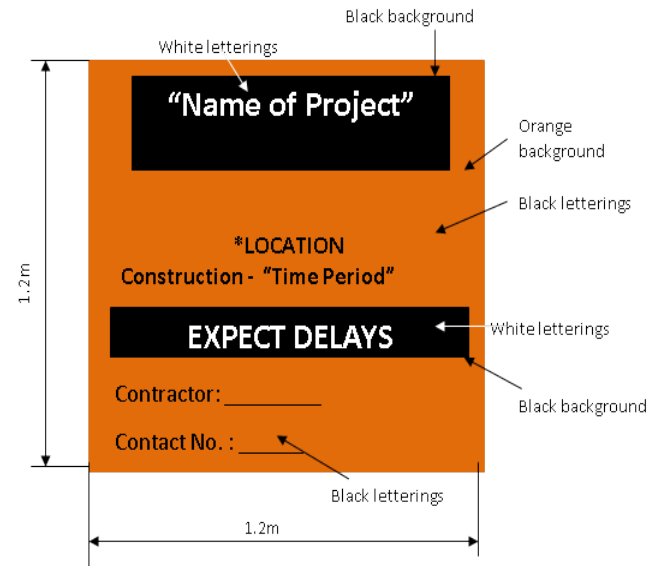 Black background
White letterings
“Name of Project”
Orange
background
Black letterings
*LOCATION
Construction - “Time Period”
1.2m
EXPECT DELAYS
White letterings
Contractor: _________
Black background
Contact No. : ______
Black letterings
1.2m